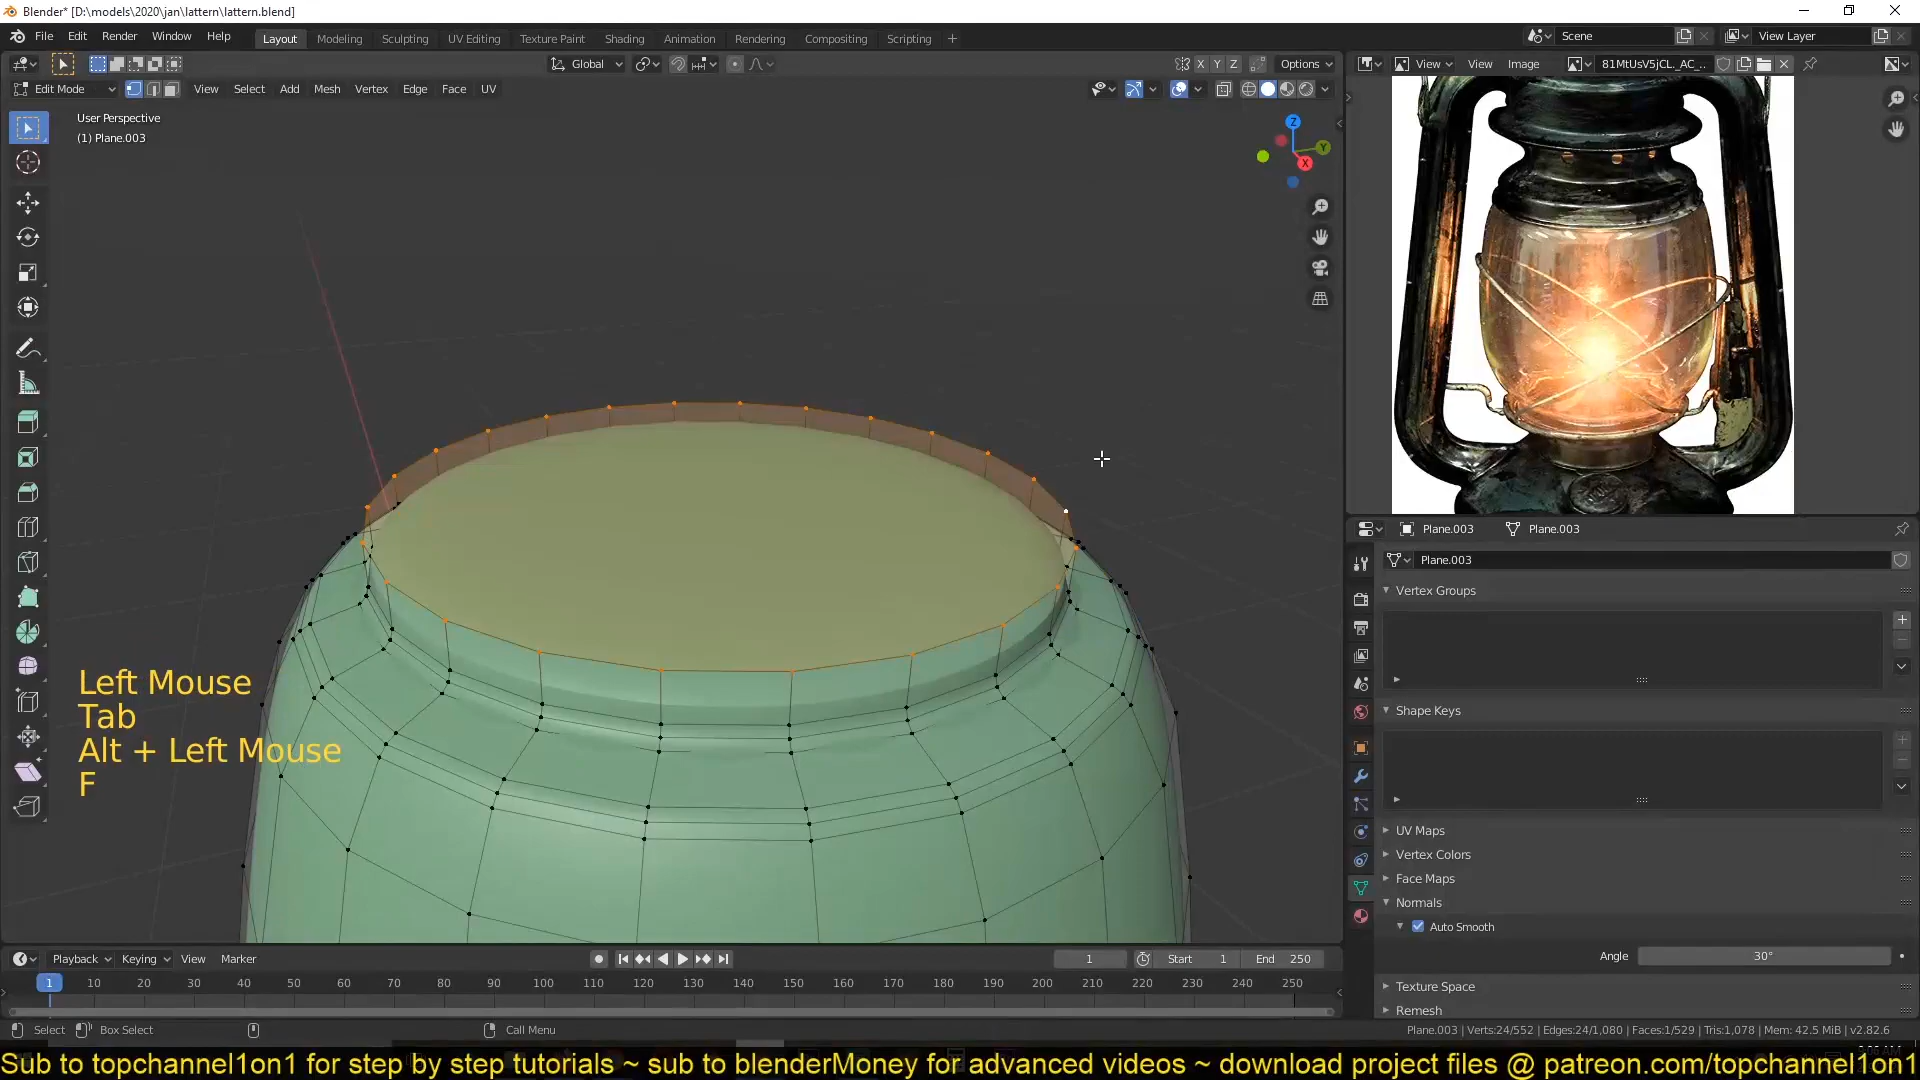 Blender* [D:\models\2020\jan\lattern\lattern.blend]
File Edit Render Window Help Layout Modeling Sculpting UV Editing Texture Paint Shading Animation Rendering Compositing Scripting + Scene View Layer
Global X Y Z Options View View Image 81MtUsV5jCL._AC_..
Edit Mode View Select Add Mesh Vertex Edge Face UV
User Perspective
(1) Plane.003
Z
Y
X
Left Mouse
Tab
Alt + Left Mouse
F
Plane.003 Plane.003
Plane.003
Vertex Groups
Shape Keys
UV Maps
Vertex Colors
Face Maps
Normals
Auto Smooth
Angle 30°
Texture Space
Remesh
Playback Keying View Marker 1 Start 1 End 250
1 10 20 30 40 50 60 70 80 90 100 110 120 130 140 150 160 170 180 190 200 210 220 230 240 250
Select Box Select Call Menu Plane.003 | Verts:24/552 | Edges:24/1,080 | Faces:1/529 | Tris:1,078 | Mem: 42.5 MiB | v2.82.6
Sub to topchannel1on1 for step by step tutorials ~ sub to blenderMoney for advanced videos ~ download project files @ patreon.com/topchannel1on1